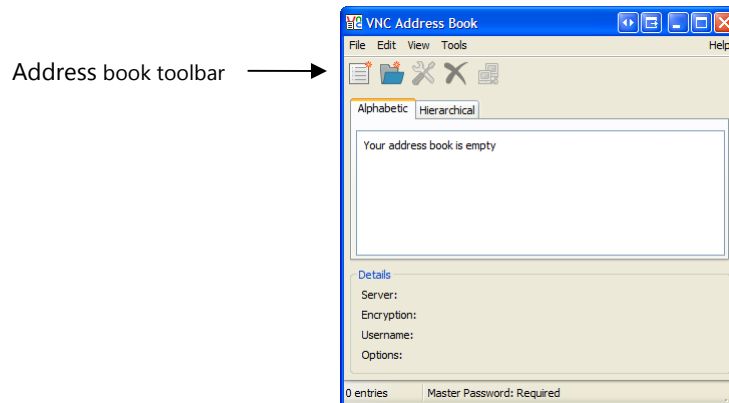 VNC Address Book
File Edit View Tools Help
Address book toolbar
Alphabetic Hierarchical
Your address book is empty
Details
Server:
Encryption:
Username:
Options:
0 entries Master Password: Required